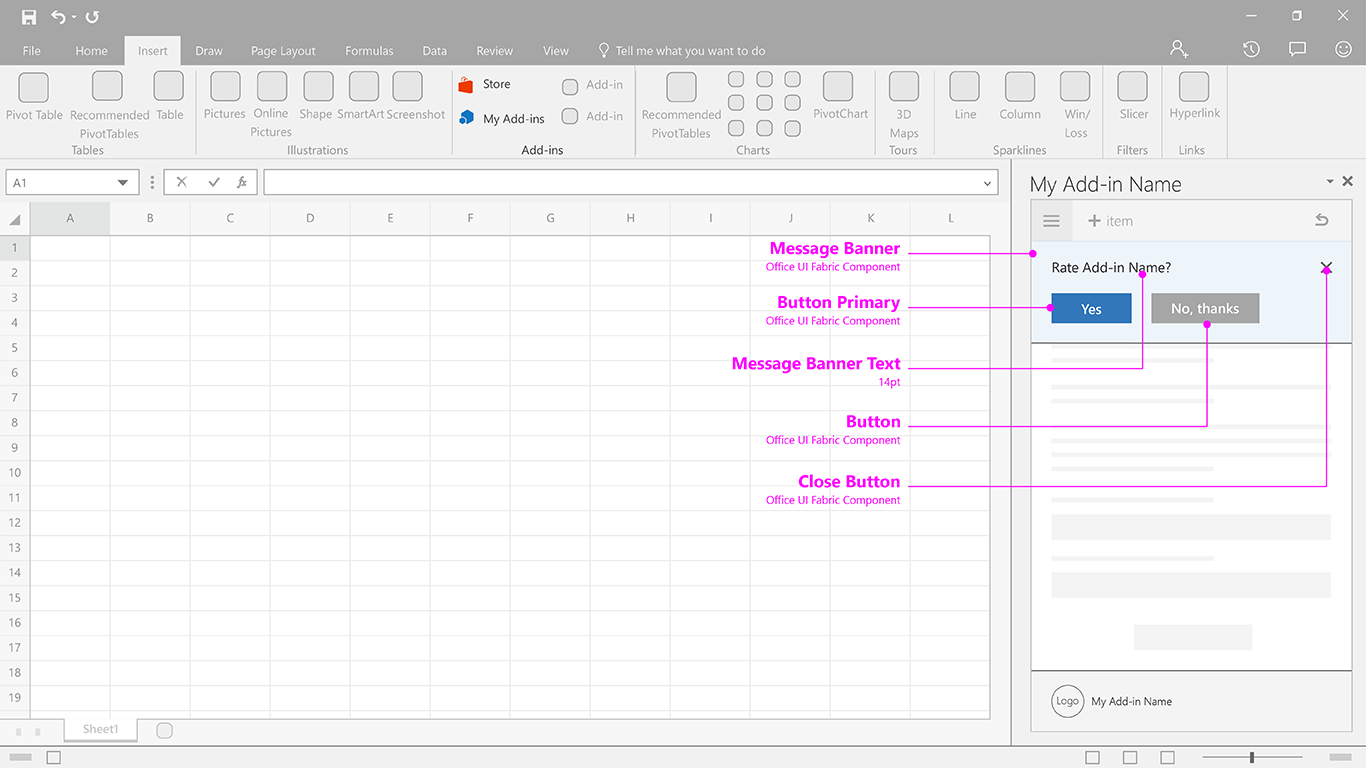 File Home Insert Draw Page Layout Formulas Data Review View Tell me what you want to do
Pivot Table
Recommended
PivotTables
Table
Tables
Pictures
Online
Pictures
Shape
SmartArt
Screenshot
Illustrations
Store
My Add-ins
Add-in
Add-in
Add-ins
Recommended
PivotTables
PivotChart
Charts
3D
Maps
Tours
Line
Column
Win/
Loss
Sparklines
Slicer
Filters
Hyperlink
Links
A1
fx
A B C D E F G H I J K L
1
2
3
4
5
6
7
8
9
10
11
12
13
14
15
16
17
18
19
Message Banner
Office UI Fabric Component
Button Primary
Office UI Fabric Component
Message Banner Text
14pt
Button
Office UI Fabric Component
Close Button
Office UI Fabric Component
My Add-in Name
item
Rate Add-in Name?
Yes
No, thanks
Logo
My Add-in Name
Sheet1